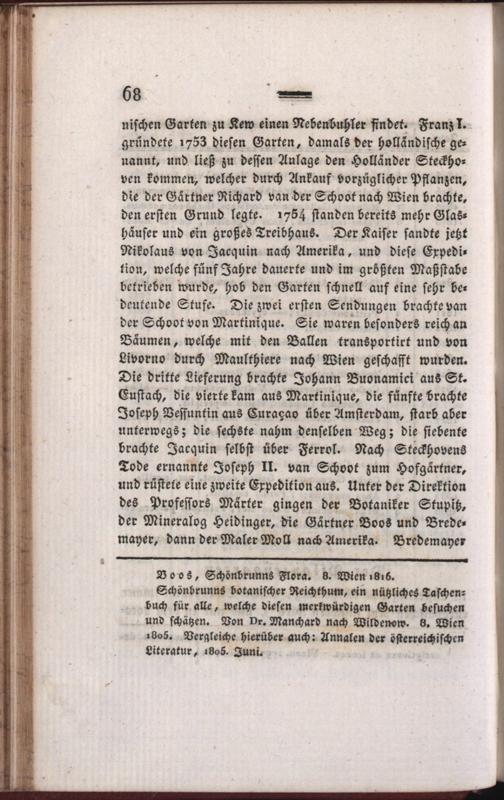 68
nischen Garten zu Kew einen Nebenbuhler findet. Franz I.
gründete 1753 diesen Garten, damals der holländische ge-
nannt, und ließ zu dessen Anlage den Holländer Steckho-
ven kommen, welcher durch Ankauf vorzüglicher Pflanzen,
die der Gärtner Richard van der Schoot nach Wien brachte,
den ersten Grund legte. 1754 standen bereits mehr Glas-
häuser und ein großes Treibhaus. Der Kaiser sandte jetzt
Nikolaus von Jacquin nach Amerika, und diese Expedi-
tion, welche fünf Jahre dauerte und im größten Maßstabe
betrieben wurde, hob den Garten schnell auf eine sehr be-
deutende Stufe. Die zwei ersten Sendungen brachte van
der Schoot von Martinique. Sie waren besonders reich an
Bäumen, welche mit den Ballen transportirt und von
Livorno durch Maulthiere nach Wien geschafft wurden.
Die dritte Lieferung brachte Johann Buonamici aus St.
Eustach, die vierte kam aus Martinique, die fünfte brachte
Joseph Vessuntin aus Curaçao über Amsterdam, starb aber
unterwegs; die sechste nahm denselben Weg; die siebente
brachte Jacquin selbst über Ferrol. Nach Steckhovens
Tode ernannte Joseph II. van Schoot zum Hofgärtner,
und rüstete eine zweite Expedition aus. Unter der Direktion
des Professors Märter gingen der Botaniker Stupitz,
der Mineralog Heidinger, die Gärtner Boos und Brede-
mayer, dann der Maler Moll nach Amerika. Bredemayer
Boos, Schönbrunns Flora. 8. Wien 1816.
Schönbrunns botanischer Reichthum, ein nützliches Taschen-
buch für alle, welche diesen merkwürdigen Garten besuchen
und schätzen. Von Dr. Manchard nach Wildenow. 8. Wien
1805. Vergleiche hierüber auch: Annalen der österreichischen
Literatur, 1805. Juni.